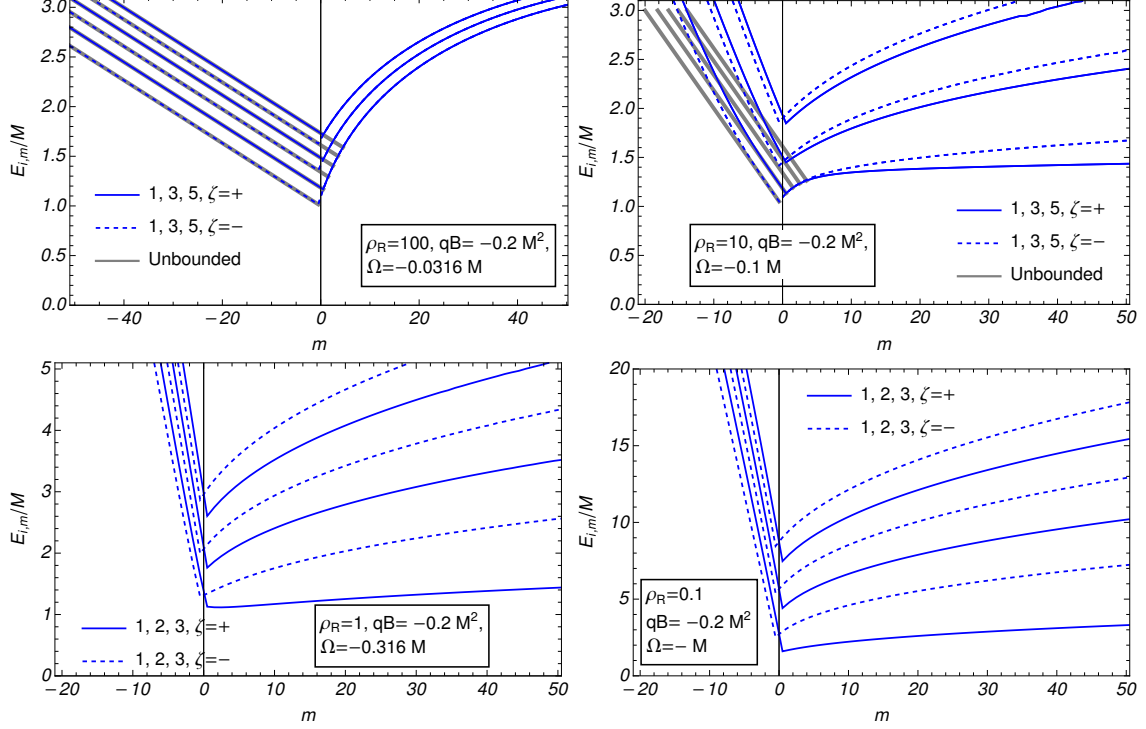 3.0
2.5
2.0
1.5
1.0
0.5
0.0
E_{i,m}/M
−40 −20 0 20 40
m
1, 3, 5, ζ=+
1, 3, 5, ζ=−
Unbounded
ρ_R=100, qB= −0.2 M²,
Ω=−0.0316 M
3.0
2.5
2.0
1.5
1.0
0.5
0.0
E_{i,m}/M
−20 −10 0 10 20 30 40 50
m
ρ_R=10, qB= −0.2 M²,
Ω=−0.1 M
1, 3, 5, ζ=+
1, 3, 5, ζ=−
Unbounded
5
4
3
2
1
0
E_{i,m}/M
−20 −10 0 10 20 30 40 50
m
1, 2, 3, ζ=+
1, 2, 3, ζ=−
ρ_R=1, qB= −0.2 M²,
Ω=−0.316 M
20
15
10
5
0
E_{i,m}/M
−20 −10 0 10 20 30 40 50
m
1, 2, 3, ζ=+
1, 2, 3, ζ=−
ρ_R=0.1
qB= −0.2 M²
Ω=− M